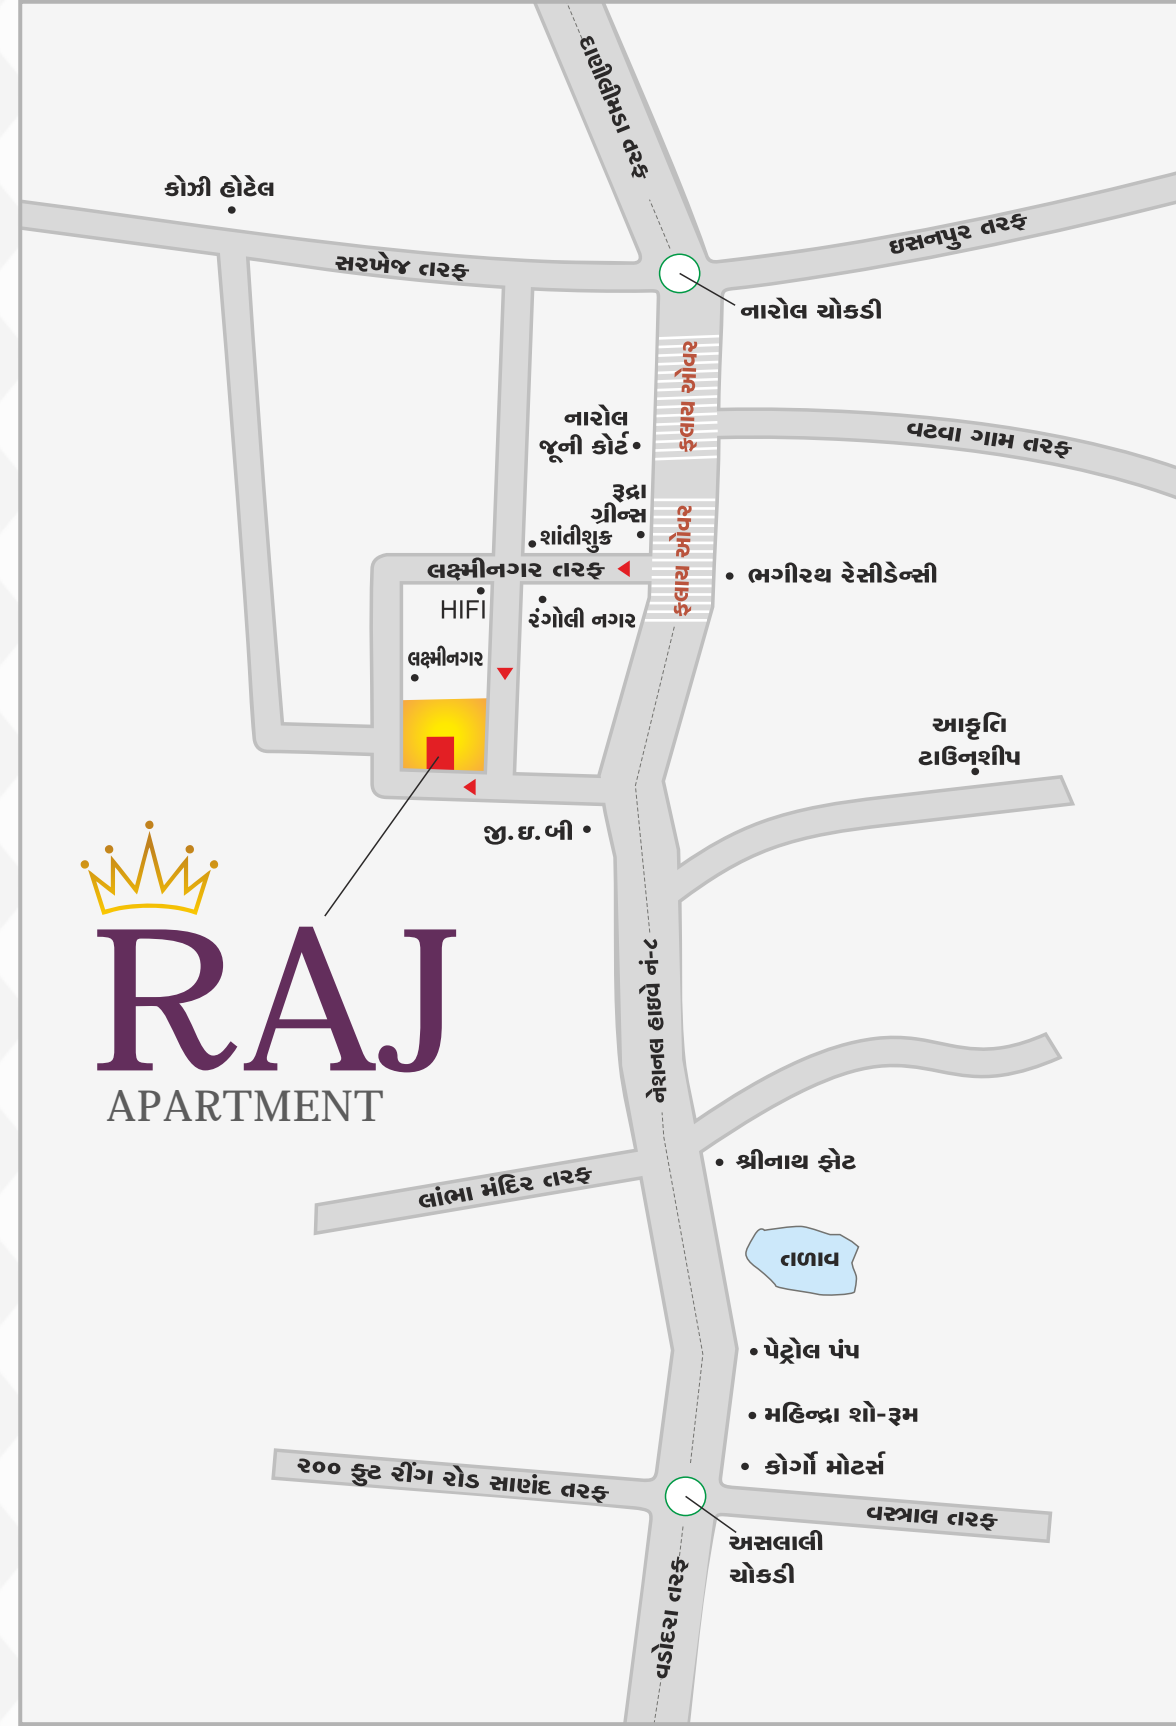 દાણીલીમડા તરફ
કોઝી હોટેલ
સરખેજ તરફ
ઇસનપુર તરફ
નારોલ ચોકડી
ફ્લાય ઓવર
નારોલ
જૂની કોર્ટ
વટવા ગામ તરફ
રૂદ્રા
ગ્રીન્સ
શાંતીશુક્ર
ફ્લાય ઓવર
લક્ષ્મીનગર તરફ
ભગીરથ રેસીડેન્સી
HIFI
રંગોલી નગર
લક્ષ્મીનગર
આકૃતિ
ટાઉનશીપ
જી.ઇ.બી
RAJ
APARTMENT
નેશનલ હાઇવે નં-૮
શ્રીનાથ ફોટ
લાંભા મંદિર તરફ
તળાવ
પેટ્રોલ પંપ
મહિન્દ્રા શો-રૂમ
કોર્ગો મોટર્સ
૨૦૦ ફુટ રીંગ રોડ સાણંદ તરફ
વસ્ત્રાલ તરફ
અસલાલી
ચોકડી
વડોદરા તરફ